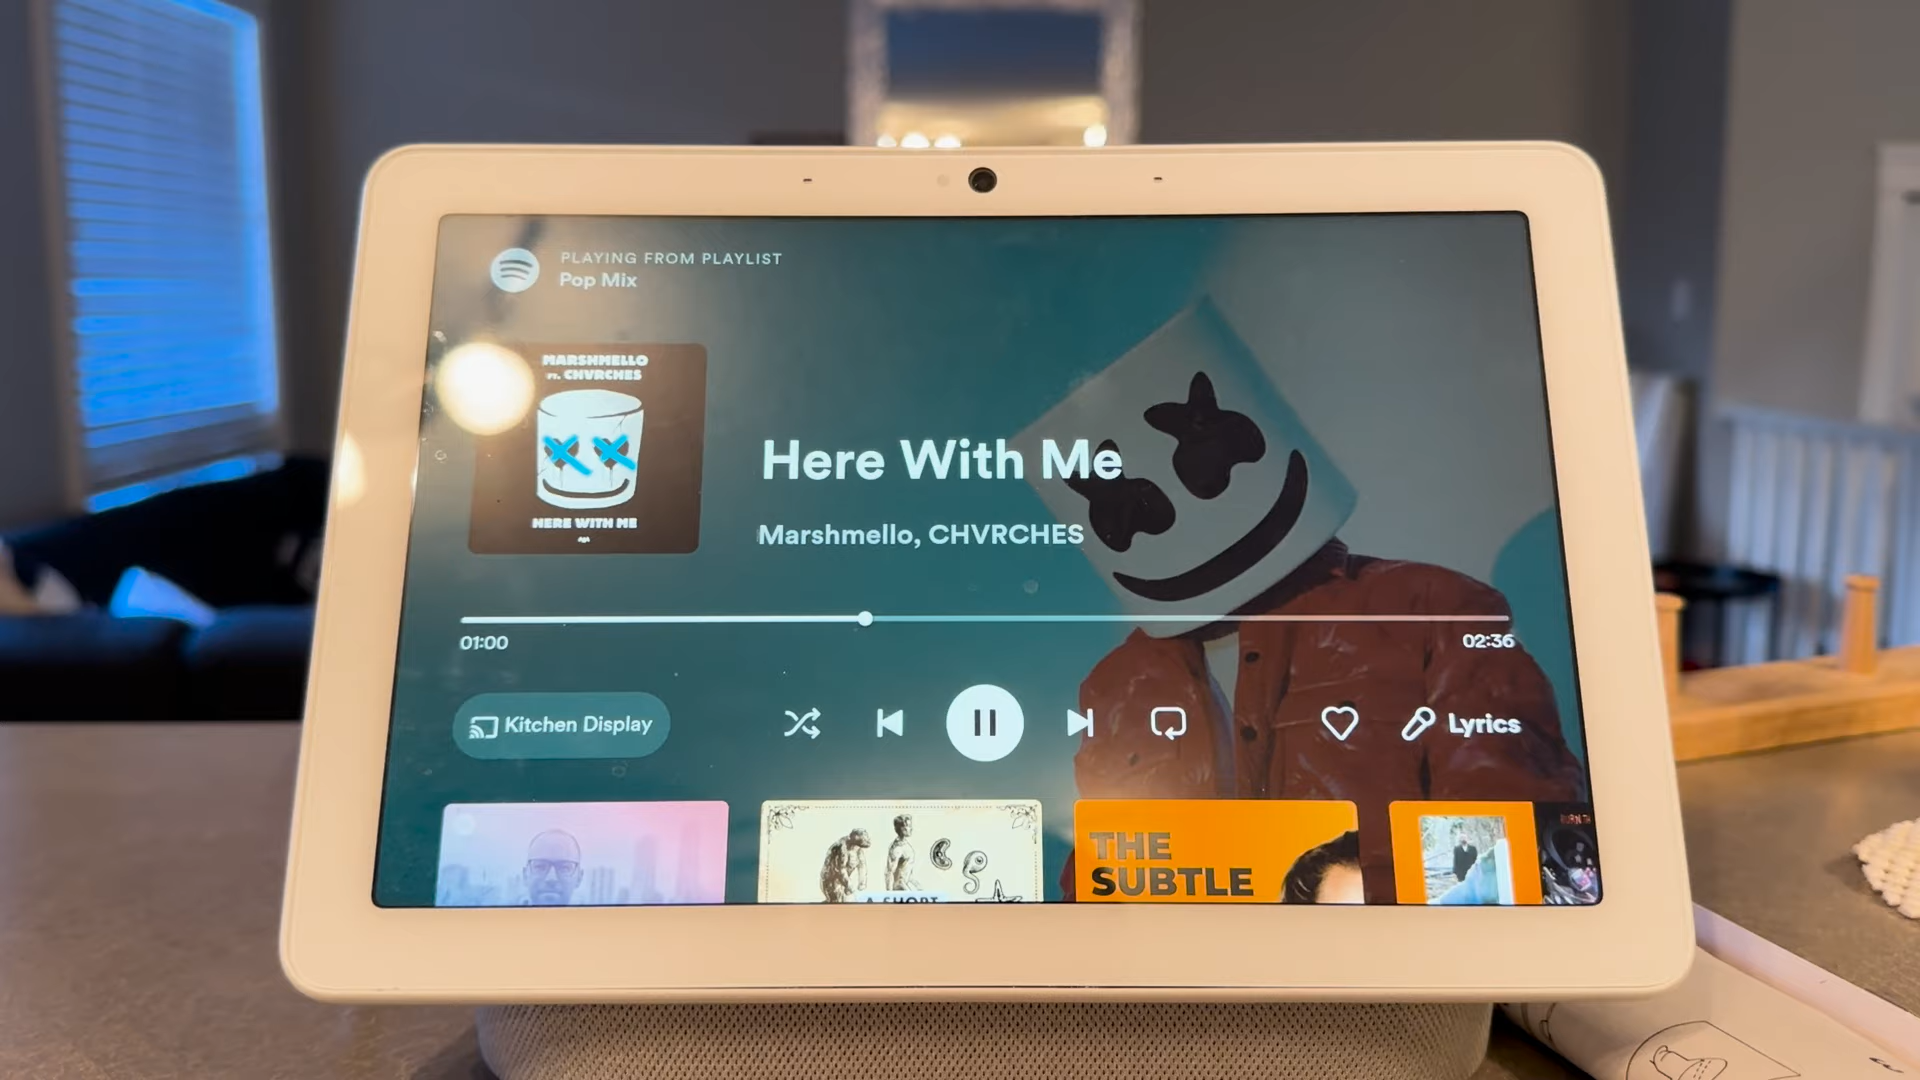 PLAYING FROM PLAYLIST
Pop Mix
MARSHMELLO
FT. CHVRCHES
HERE WITH ME
Here With Me
Marshmello, CHVRCHES
01:00
02:36
Kitchen Display
Lyrics
A SHORT
THE
SUBTLE